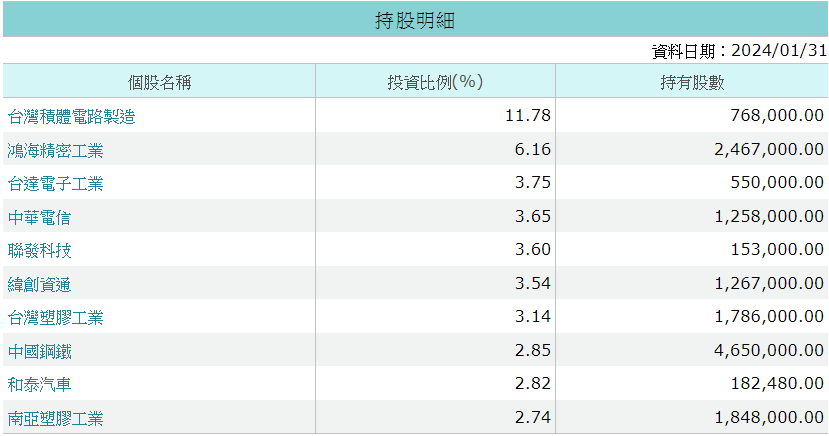 持股明細
資料日期：2024/01/31
個股名稱 投資比例(%) 持有股數
台灣積體電路製造 11.78 768,000.00
鴻海精密工業 6.16 2,467,000.00
台達電子工業 3.75 550,000.00
中華電信 3.65 1,258,000.00
聯發科技 3.60 153,000.00
緯創資通 3.54 1,267,000.00
台灣塑膠工業 3.14 1,786,000.00
中國鋼鐵 2.85 4,650,000.00
和泰汽車 2.82 182,480.00
南亞塑膠工業 2.74 1,848,000.00